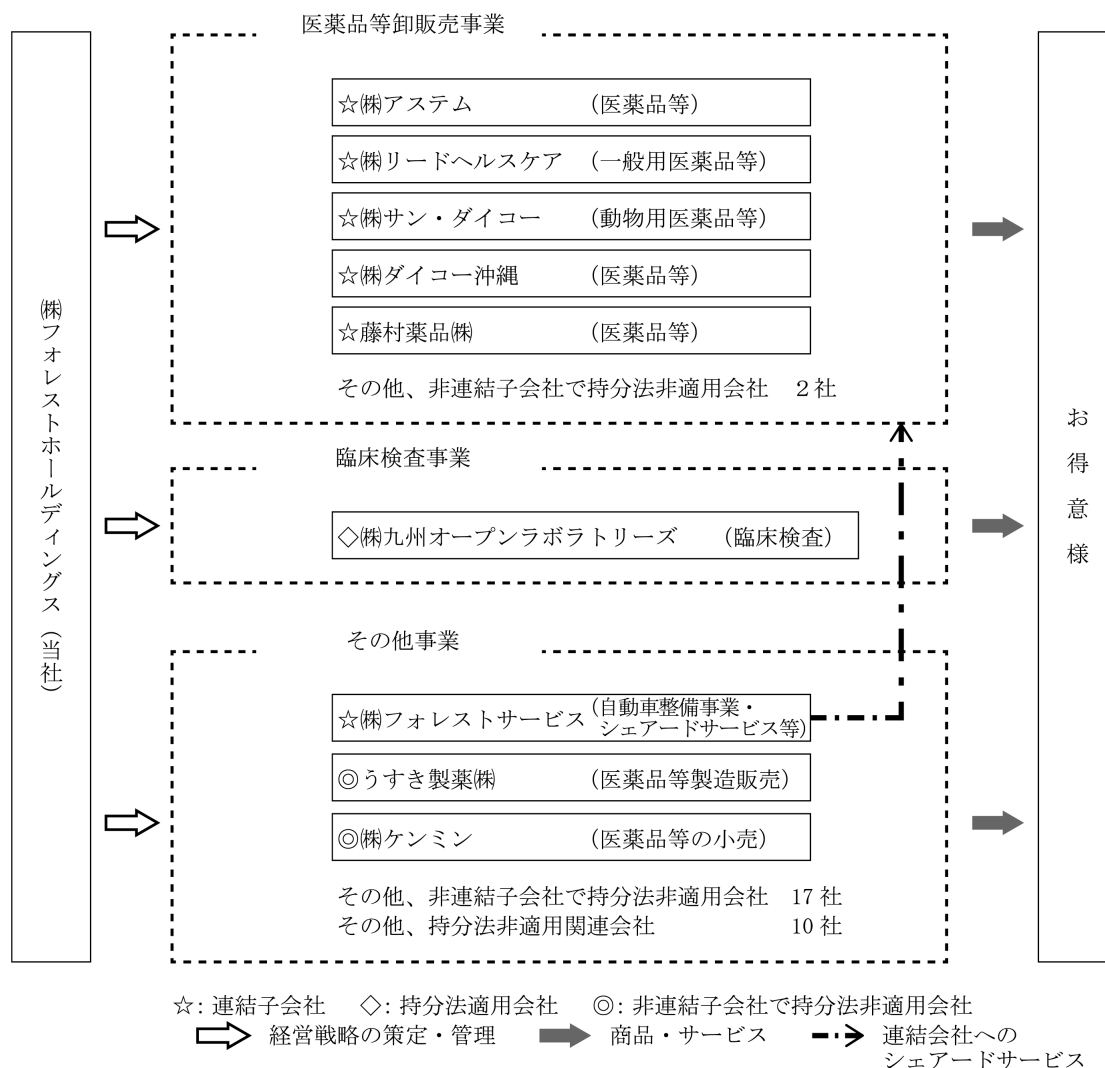 医薬品等卸販売事業
☆㈱アステム (医薬品等)
☆㈱リードヘルスケア (一般用医薬品等)
☆㈱サン・ダイコー (動物用医薬品等)
☆㈱ダイコー沖縄 (医薬品等)
☆藤村薬品㈱ (医薬品等)
その他、非連結子会社で持分法非適用会社 2社
㈱フォレストホールディングス(当社)
お得意様
臨床検査事業
◇㈱九州オープンラボラトリーズ (臨床検査)
その他事業
☆㈱フォレストサービス (自動車整備事業・
シェアードサービス等)
◎うすき製薬㈱ (医薬品等製造販売)
◎㈱ケンミン (医薬品等の小売)
その他、非連結子会社で持分法非適用会社 17社
その他、持分法非適用関連会社 10社
☆:連結子会社 ◇:持分法適用会社 ◎:非連結子会社で持分法非適用会社
経営戦略の策定・管理 商品・サービス 連結会社への
シェアードサービス